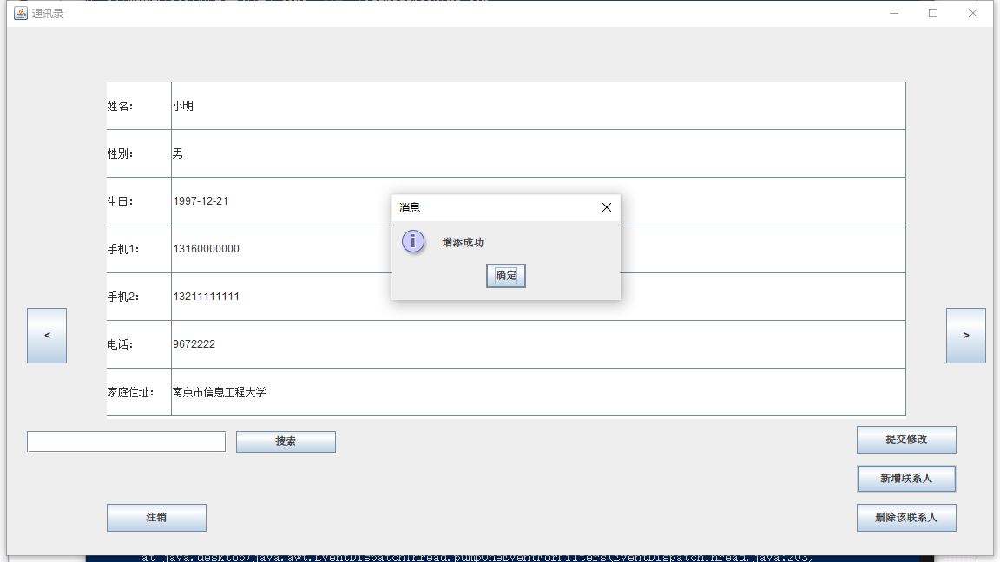 通讯录
姓名： 小明
性别： 男
生日： 1997-12-21
手机1： 13160000000
手机2： 13211111111
电话： 9672222
家庭住址： 南京市信息工程大学
消息
增添成功
确定
<
>
搜索
提交修改
新增联系人
注销
删除该联系人
at java.desktop/java.awt.EventDispatchThread.pumpOneEventForFilters(EventDispatchThread.java:203)